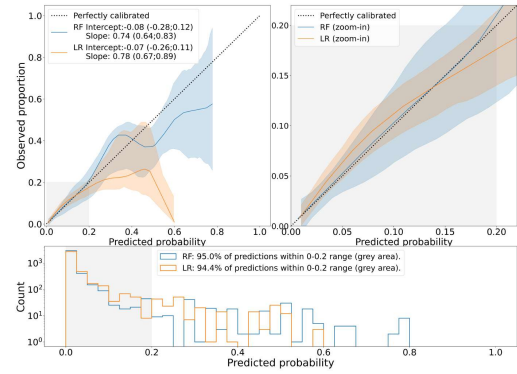 Perfectly calibrated
RF Intercept:-0.08 (-0.28;0.12)
Slope: 0.74 (0.64;0.83)
LR Intercept:-0.07 (-0.26;0.11)
Slope: 0.78 (0.67;0.89)
Observed proportion
1.0
0.8
0.6
0.4
0.2
0.0
0.0 0.2 0.4 0.6 0.8 1.0
Predicted probability
Perfectly calibrated
RF (zoom-in)
LR (zoom-in)
0.20
0.15
0.10
0.05
0.00
0.00 0.05 0.10 0.15 0.20
Predicted probability
RF: 95.0% of predictions within 0-0.2 range (grey area).
LR: 94.4% of predictions within 0-0.2 range (grey area).
Count
10³
10²
10¹
10⁰
0.0 0.2 0.4 0.6 0.8 1.0
Predicted probability